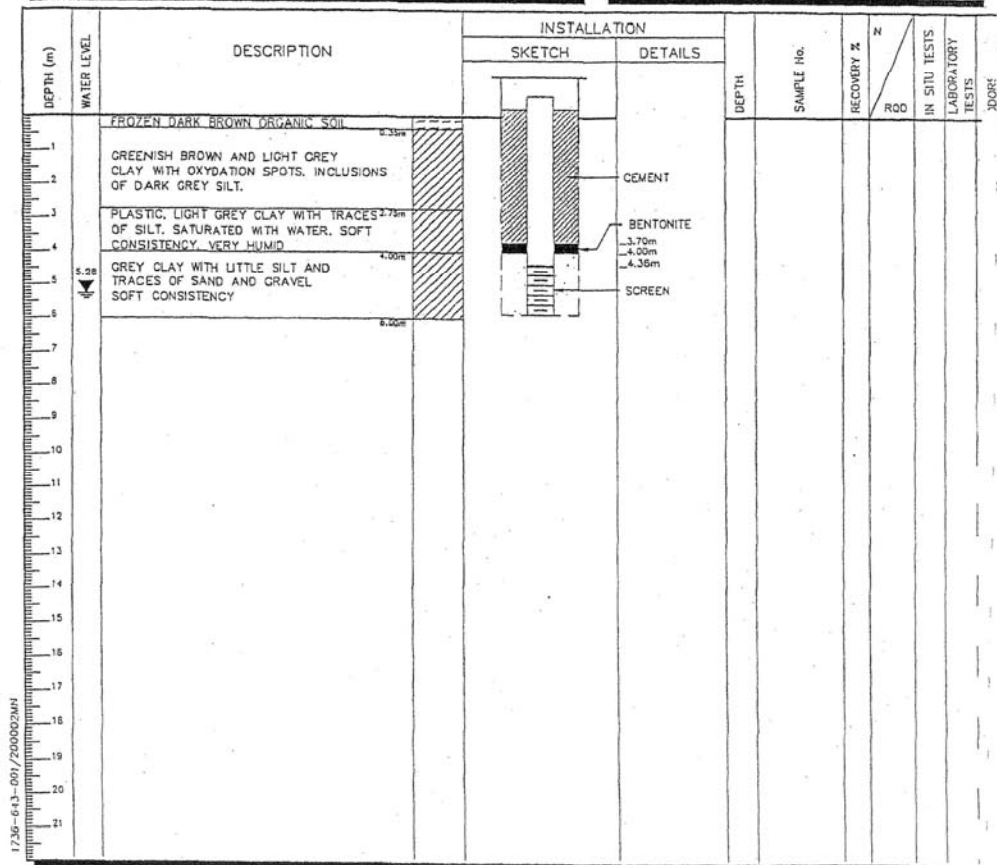 INSTALLATION
DEPTH (m)
WATER LEVEL
DESCRIPTION
SKETCH
DETAILS
DEPTH
SAMPLE No.
RECOVERY %
N
RQD
IN SITU TESTS
LABORATORY
TESTS
FROZEN DARK BROWN ORGANIC SOIL
0.35m
GREENISH BROWN AND LIGHT GREY
CLAY WITH OXYDATION SPOTS. INCLUSIONS
OF DARK GREY SILT.
2.75m
PLASTIC, LIGHT GREY CLAY WITH TRACES
OF SILT. SATURATED WITH WATER. SOFT
CONSISTENCY, VERY HUMID
4.00m
GREY CLAY WITH LITTLE SILT AND
TRACES OF SAND AND GRAVEL
SOFT CONSISTENCY
6.00m
5.28
CEMENT
BENTONITE
3.70m
4.00m
4.36m
SCREEN
1
2
3
4
5
6
7
8
9
10
11
12
13
14
15
16
17
18
19
20
21
1736-643-001/200002MN